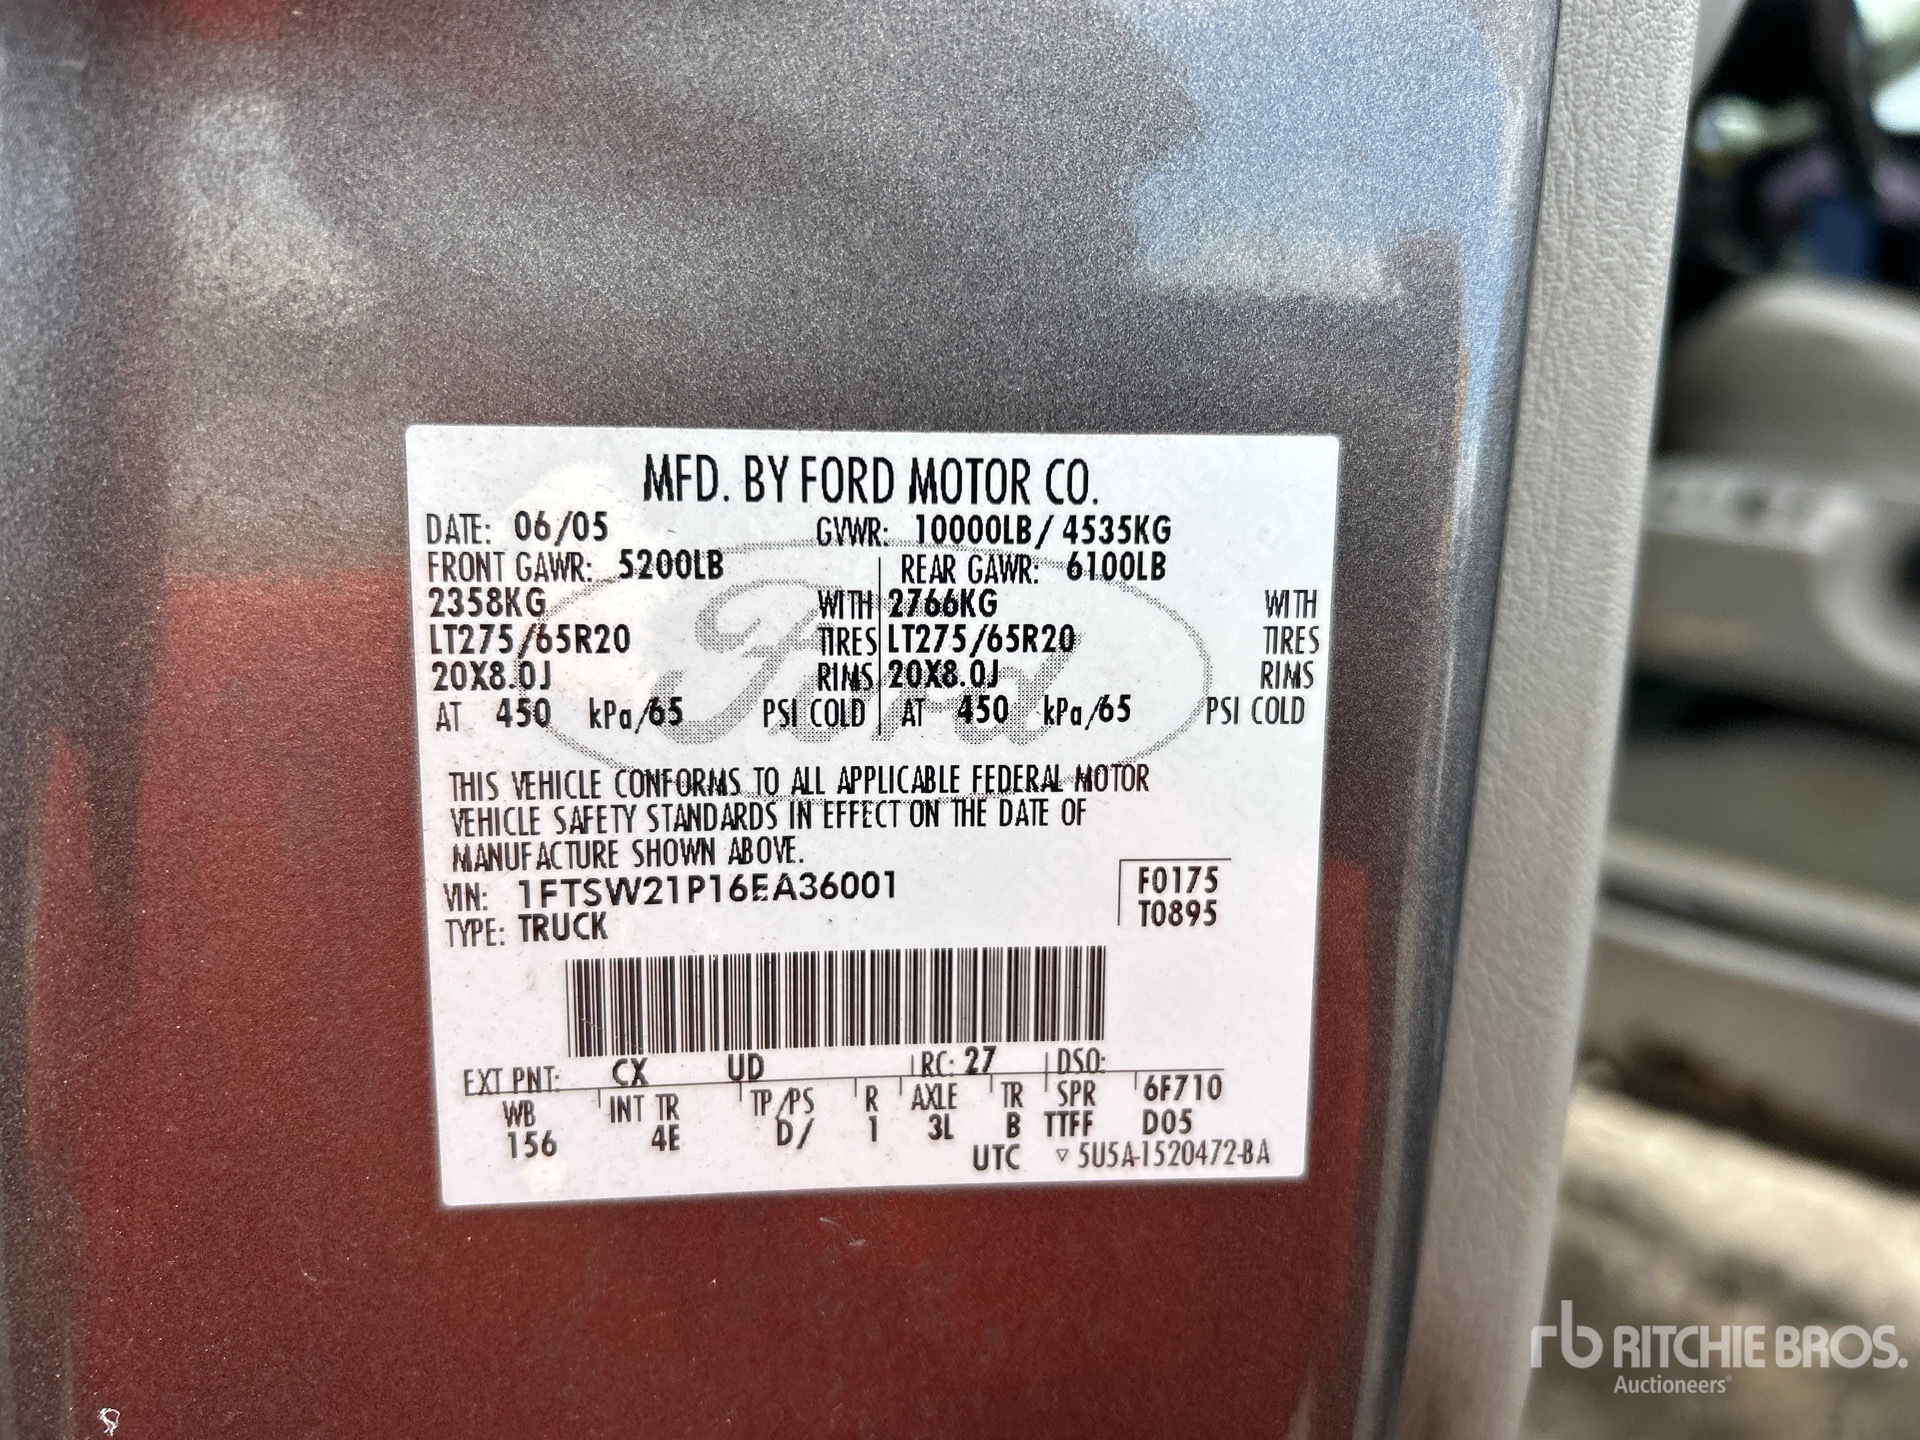 MFD. BY FORD MOTOR CO.
DATE: 06/05 GVWR: 10000LB/ 4535KG
FRONT GAWR: 5200LB REAR GAWR: 6100LB
2358KG WITH 2766KG WITH
LT275/65R20 TIRES LT275/65R20 TIRES
20X8.0J RIMS 20X8.0J RIMS
AT 450 kPa/65 PSI COLD AT 450 kPa/65 PSI COLD
Ford
THIS VEHICLE CONFORMS TO ALL APPLICABLE FEDERAL MOTOR
VEHICLE SAFETY STANDARDS IN EFFECT ON THE DATE OF
MANUFACTURE SHOWN ABOVE.
VIN: 1FTSW21P16EA36001 F0175
TYPE: TRUCK T0895
EXT PNT: CX UD RC: 27 DSO:
WB INT TR TP/PS R AXLE TR SPR 6F710
156 4E D/ 1 3L B TTFF D05
UTC ▽ 5U5A-1520472-BA
rb RITCHIE BROS.
Auctioneers